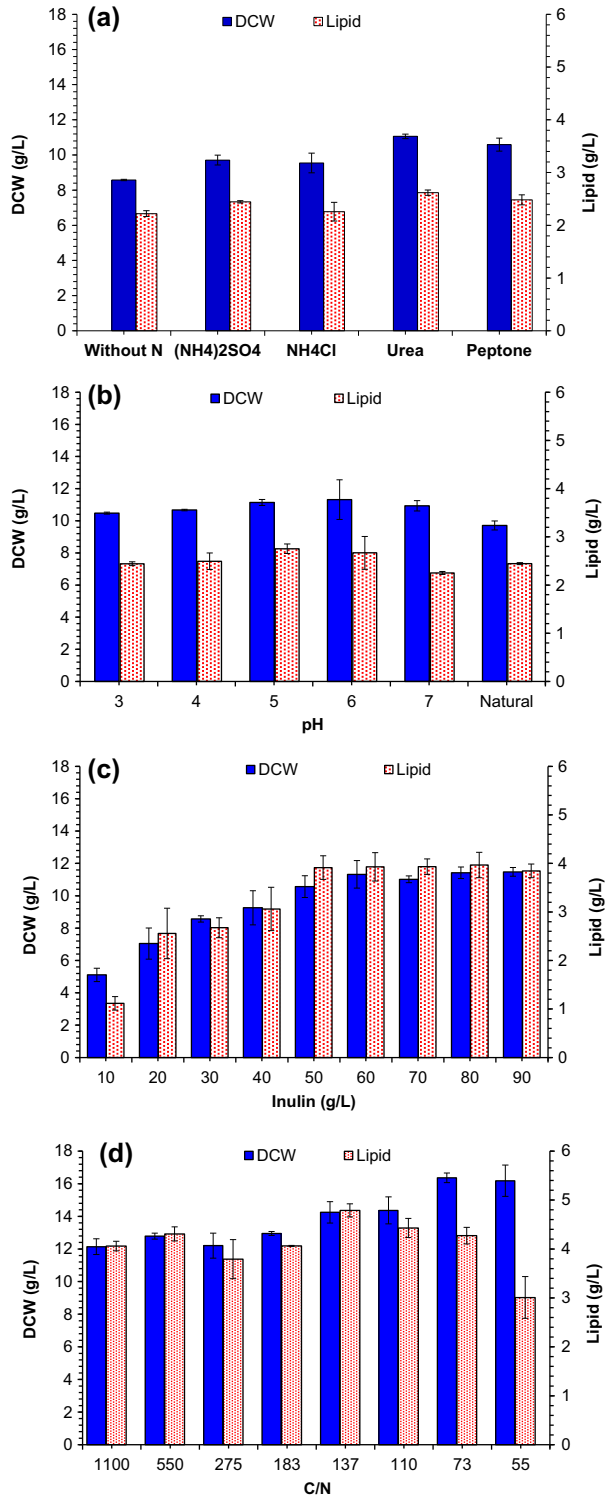 (a)
DCW Lipid
18 6
16
14 5
12 4
10
8 3
6 2
4
2 1
0 0
DCW (g/L)
Lipid (g/L)
Without N (NH4)2SO4 NH4Cl Urea Peptone
(b)
DCW Lipid
18 6
16
14 5
12 4
10
8 3
6 2
4
2 1
0 0
DCW (g/L)
Lipid (g/L)
3 4 5 6 7 Natural
pH
(c)
DCW Lipid
18 6
16
14 5
12 4
10
8 3
6 2
4
2 1
0 0
DCW (g/L)
Lipid (g/L)
10 20 30 40 50 60 70 80 90
Inulin (g/L)
(d)
DCW Lipid
18 6
16
14 5
12 4
10
8 3
6 2
4
2 1
0 0
DCW (g/L)
Lipid (g/L)
1100 550 275 183 137 110 73 55
C/N